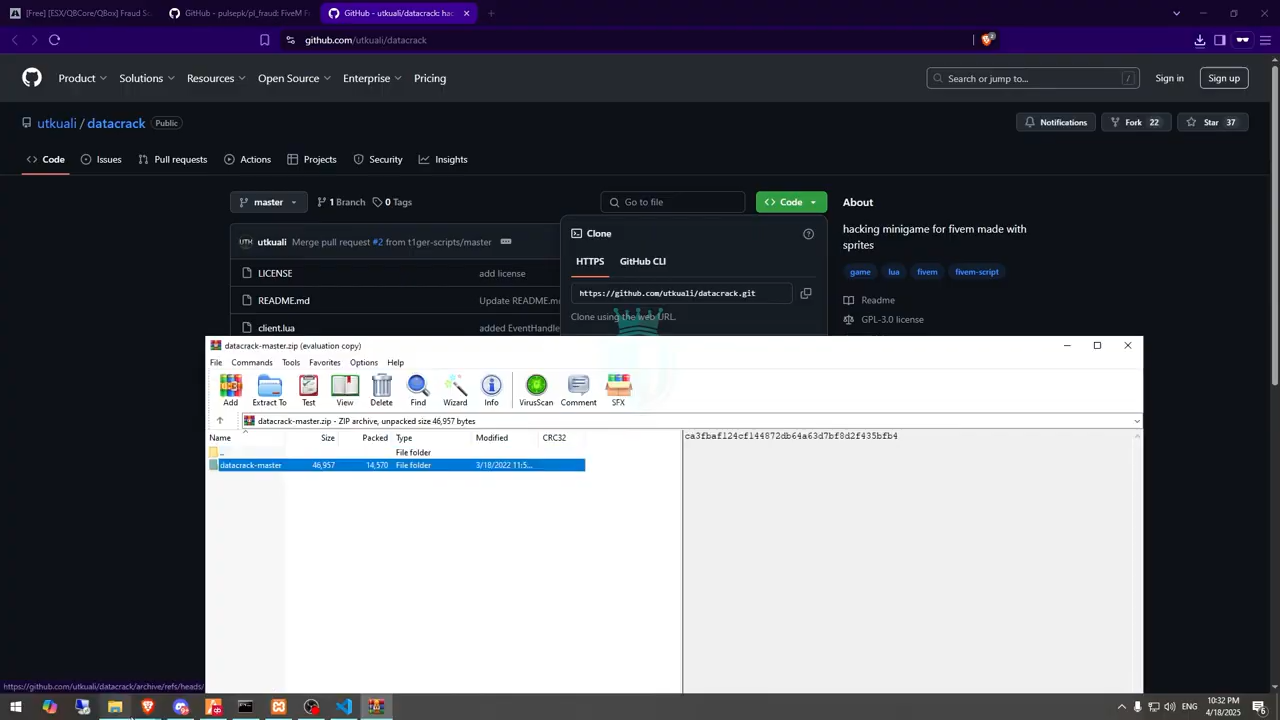 [Free] [ESX/QBCore/QBox] Fraud Sc
GitHub - pulsepk/pl_fraud: FiveM F
GitHub - utkuali/datacrack: hac
github.com/utkuali/datacrack
Product
Solutions
Resources
Open Source
Enterprise
Pricing
Search or jump to...
/
Sign in
Sign up
utkuali / datacrack
Public
Notifications
Fork 22
Star 37
Code
Issues
Pull requests
Actions
Projects
Security
Insights
master
1 Branch
0 Tags
Go to file
Code
About
utkuali Merge pull request #2 from t1ger-scripts/master
Clone
hacking minigame for fivem made with
sprites
HTTPS
GitHub CLI
LICENSE
add license
game
lua
fivem
fivem-script
https://github.com/utkuali/datacrack.git
README.md
Update README.m
Readme
Clone using the web URL.
GPL-3.0 license
client.lua
added EventHandle
datacrack-master.zip (evaluation copy)
File
Commands
Tools
Favorites
Options
Help
Add
Extract To
Test
View
Delete
Find
Wizard
Info
VirusScan
Comment
SFX
datacrack-master.zip - ZIP archive, unpacked size 46,957 bytes
Name
Size
Packed
Type
Modified
CRC32
ca3fbaf124cf144872db64a63d7bf8d2f435bfb4
..
File folder
datacrack-master
46,957
14,570
File folder
3/18/2022 11:5...
https://github.com/utkuali/datacrack/archive/refs/heads/
ENG
10:32 PM
4/18/2025
6